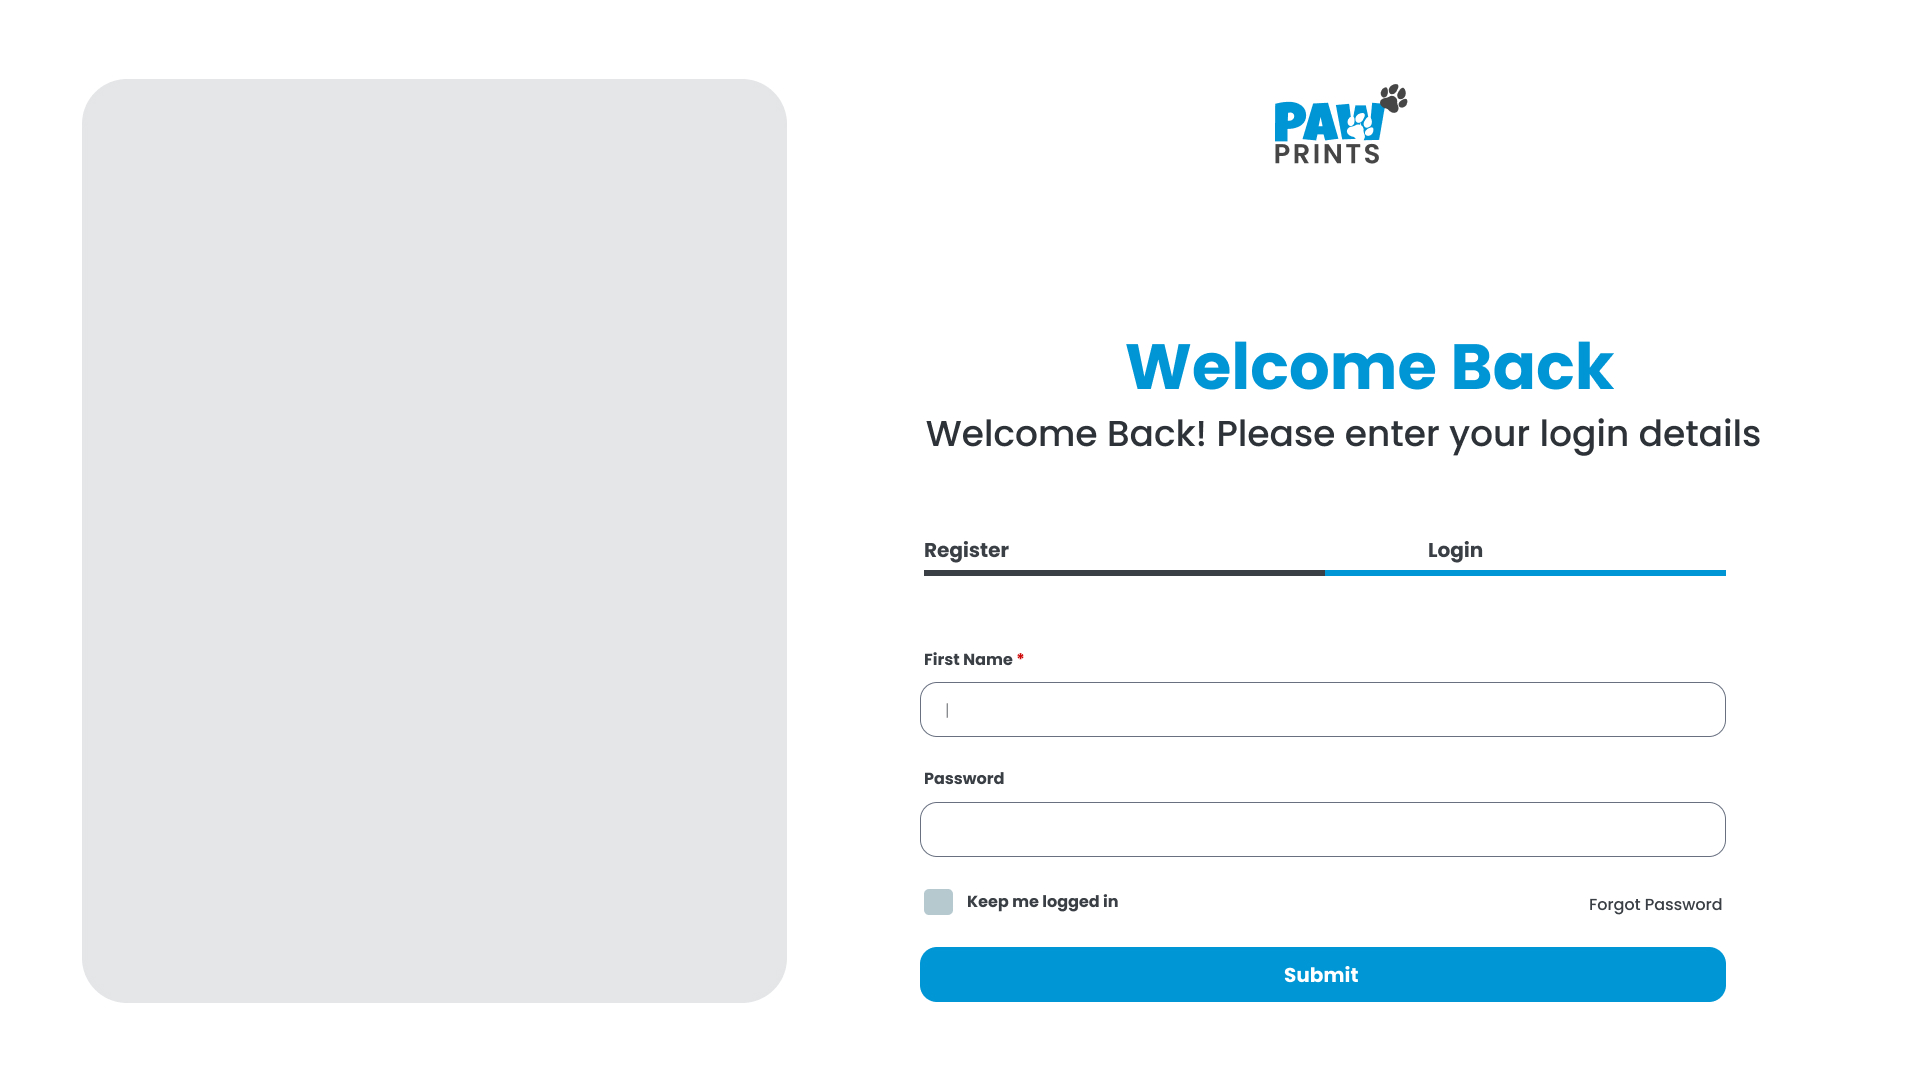 PAW
PRINTS
Welcome Back
Welcome Back! Please enter your login details
Register
Login
First Name *
Password
Keep me logged in
Forgot Password
Submit